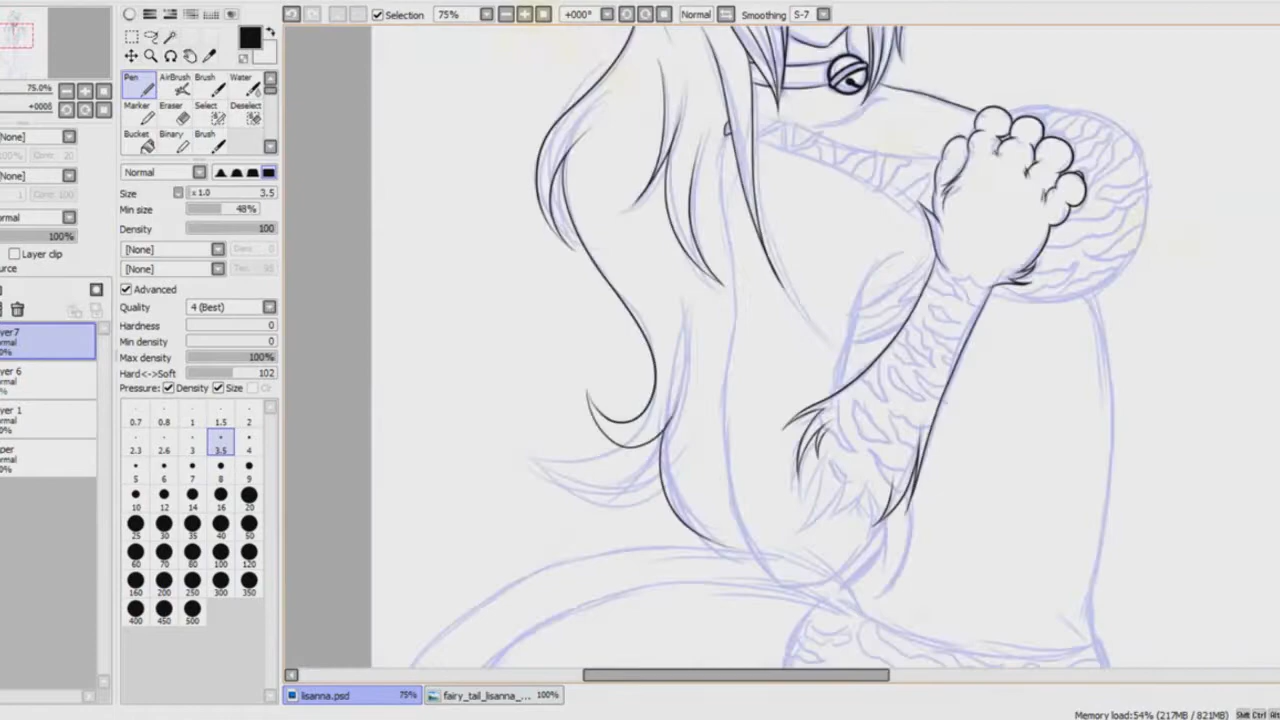 Selection 75% +000° Normal Smoothing S-7
75.0%
+0006
[None]
[None]
100%
Layer clip
Pen AirBrush Brush Water
Marker Eraser Select Deselect
Bucket Binary Brush
Normal
Size x 1.0 3.5
Min size 48%
Density 100
[None]
[None]
Advanced
Quality 4 (Best)
Hardness 0
Min density 0
Max density 100%
Hard<->Soft 102
Pressure: Density Size
0.7 0.8 1 1.5 2
2.3 2.6 3 3.5 4
5 6 7 8 9
10 12 14 16 20
25 30 35 40 50
60 70 80 100 120
160 200 250 300 350
400 450 500
lisanna.psd 75% fairy_tail_lisanna_... 100%
Memory load: 54% (217MB / 821MB) Shift Ctrl